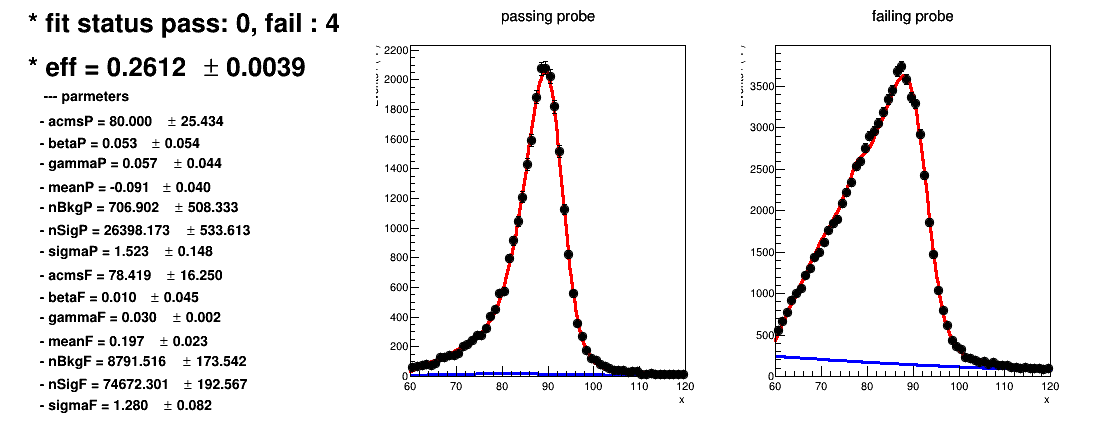 * fit status pass: 0, fail : 4
* eff = 0.2612 ± 0.0039
--- parmeters
- acmsP = 80.000 ± 25.434
- betaP = 0.053 ± 0.054
- gammaP = 0.057 ± 0.044
- meanP = -0.091 ± 0.040
- nBkgP = 706.902 ± 508.333
- nSigP = 26398.173 ± 533.613
- sigmaP = 1.523 ± 0.148
- acmsF = 78.419 ± 16.250
- betaF = 0.010 ± 0.045
- gammaF = 0.030 ± 0.002
- meanF = 0.197 ± 0.023
- nBkgF = 8791.516 ± 173.542
- nSigF = 74672.301 ± 192.567
- sigmaF = 1.280 ± 0.082
passing probe
2200
2000
1800
1600
1400
1200
1000
800
600
400
200
0
60 70 80 90 100 110 120
x
failing probe
3500
3000
2500
2000
1500
1000
500
0
60 70 80 90 100 110 120
x